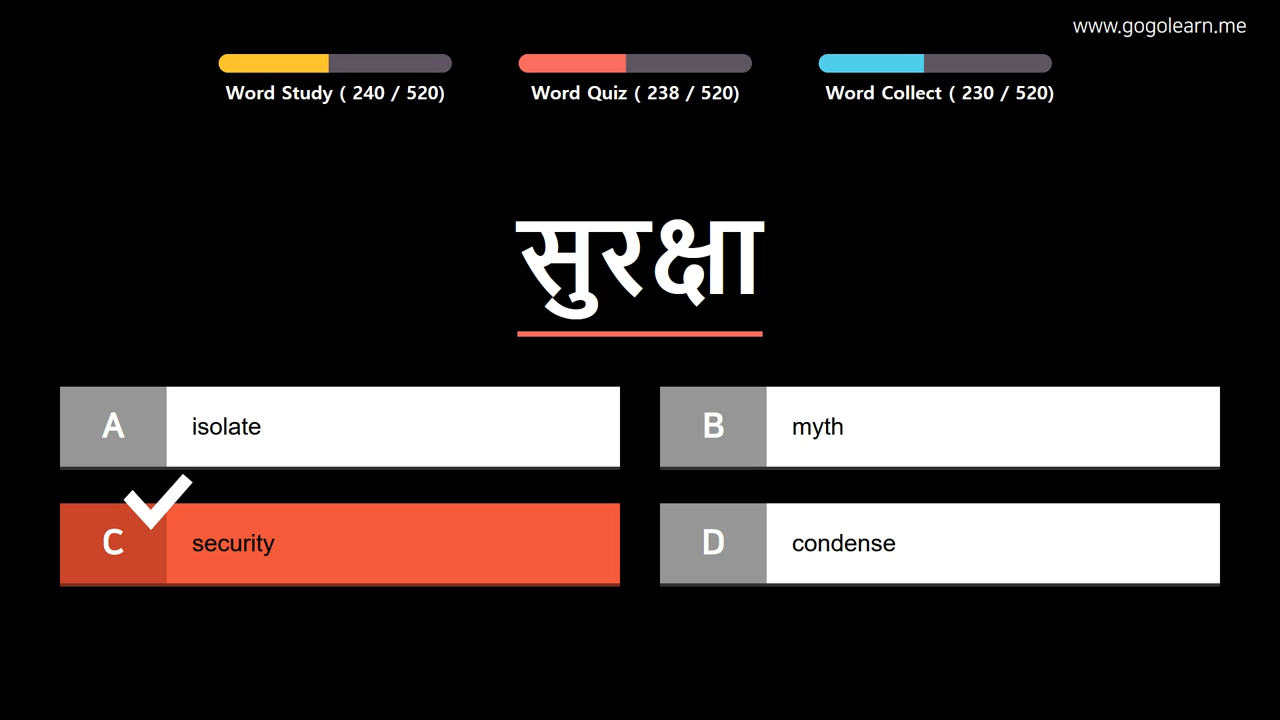 www.gogolearn.me
Word Study ( 240 / 520)
Word Quiz ( 238 / 520)
Word Collect ( 230 / 520)
सुरक्षा
A isolate
B myth
C security
D condense